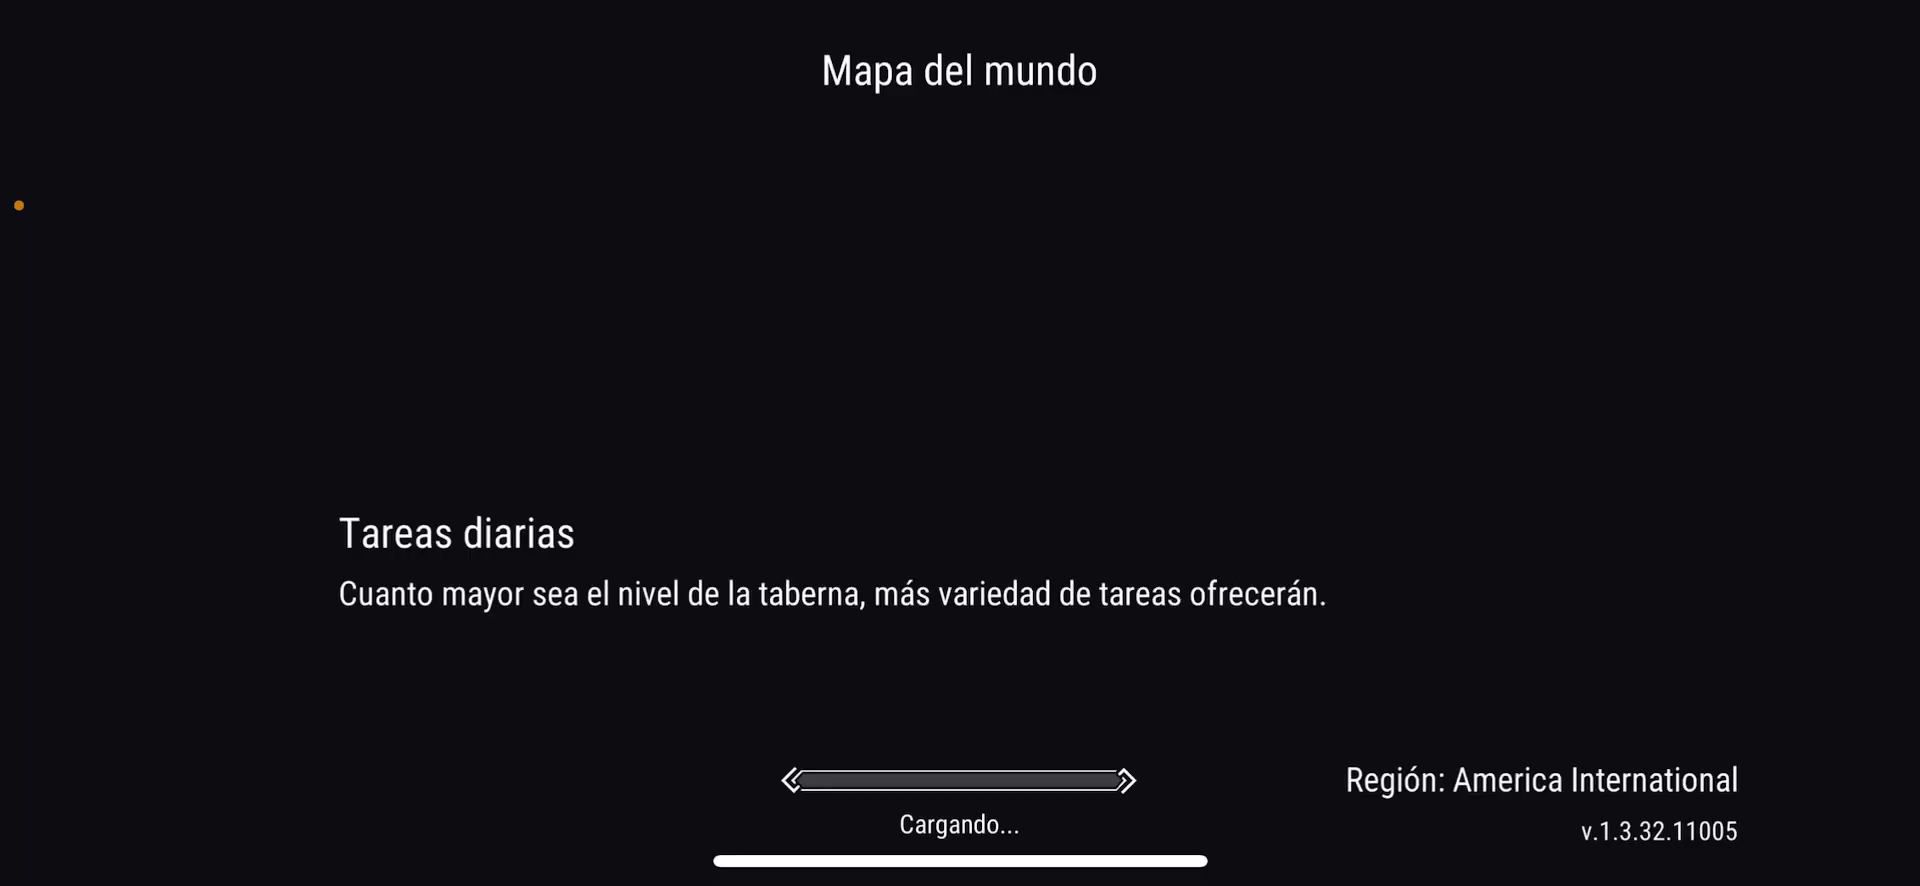 Mapa del mundo
Tareas diarias
Cuanto mayor sea el nivel de la taberna, más variedad de tareas ofrecerán.
Región: America International
Cargando...
v.1.3.32.11005